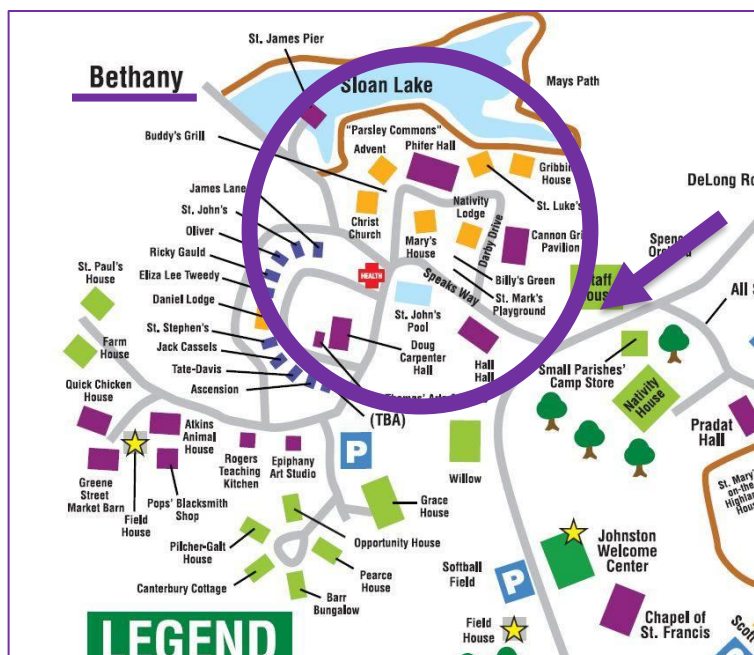 St. James Pier
Bethany
Sloan Lake
Mays Path
Buddy's Grill
"Parsley Commons"
Advent
Phifer Hall
James Lane
St. John's
Oliver
Ricky Gauld
Eliza Lee Tweedy
Daniel Lodge
St. Stephen's
Jack Cassels
Tate-Davis
Ascension
St. Paul's
House
Farm
House
Christ
Church
Mary's
House
Nativity
Lodge
St. Luke's
House
Darby Drive
Cannon
Pavilion
Billy's Green
St. Mark's
Playground
Speaks Way
HEALTH
St. John's
Pool
Doug
Carpenter
Hall
Hall
Hall
(TBA)
DeLong
House
All
Small Parishes'
Camp Store
Nativity
House
Pradat
Hall
St. Mary's
on-the
Quick Chicken
House
Atkins
Animal
House
Greene
Street
Market Barn
Field
House
Pops' Blacksmith
Shop
Rogers
Teaching
Kitchen
Epiphany
Art Studio
P
Willow
Grace
House
Opportunity House
Pilcher-Galt
House
Canterbury Cottage
Pearce
House
Barr
Bungalow
Softball
Field
P
Johnston
Welcome
Center
Field
House
Chapel of
St. Francis
P
LEGEND